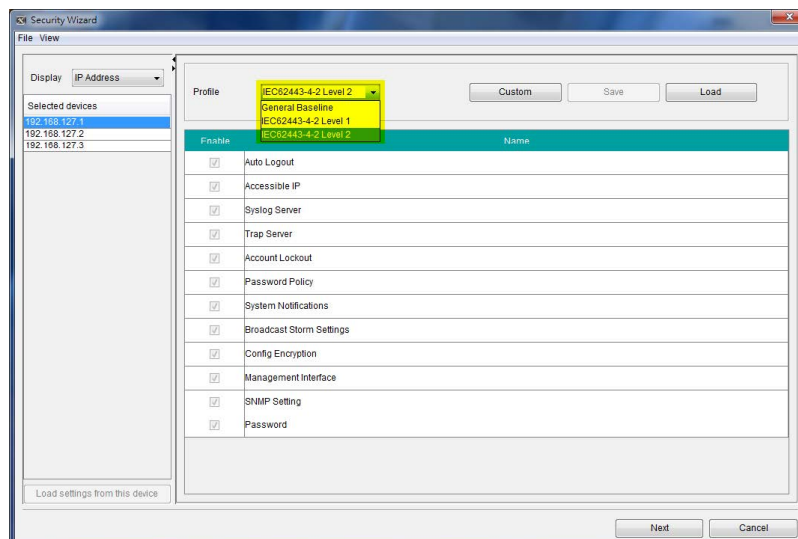 Security Wizard
File View
Display IP Address
Selected devices
192.168.127.1
192.168.127.2
192.168.127.3
Load settings from this device
Profile IEC62443-4-2 Level 2 Custom Save Load
General Baseline
IEC62443-4-2 Level 1
IEC62443-4-2 Level 2
Enable Name
Auto Logout
Accessible IP
Syslog Server
Trap Server
Account Lockout
Password Policy
System Notifications
Broadcast Storm Settings
Config Encryption
Management Interface
SNMP Setting
Password
Next Cancel